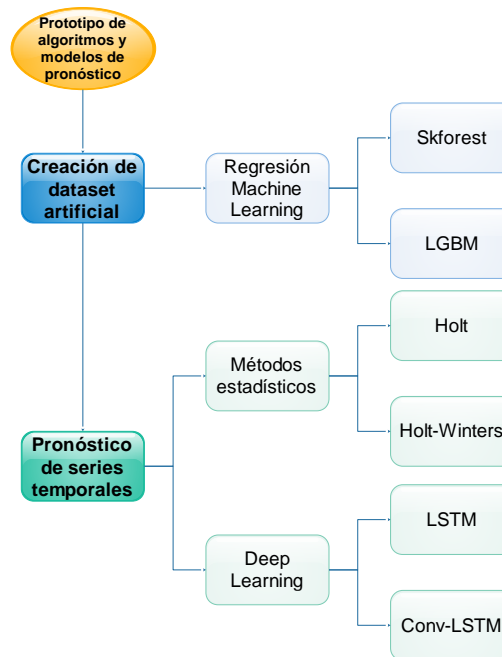 Prototipo de
algoritmos y
modelos de
pronóstico
Creación de
dataset
artificial
Regresión
Machine
Learning
Skforest
LGBM
Pronóstico
de series
temporales
Métodos
estadísticos
Holt
Holt-Winters
Deep
Learning
LSTM
Conv-LSTM